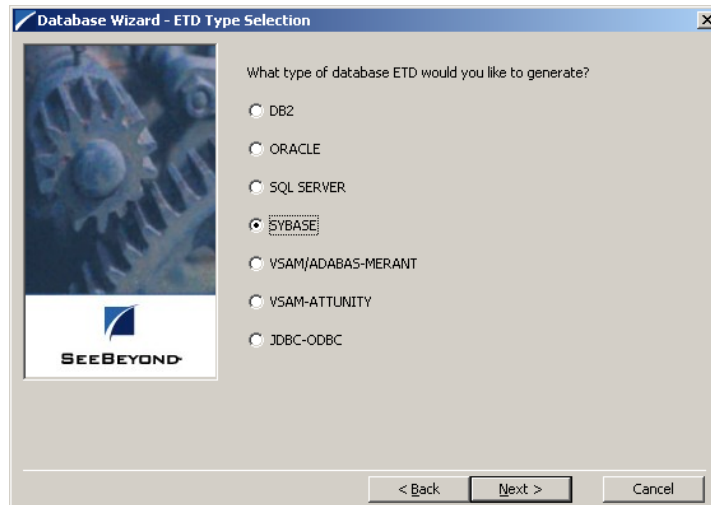 Database Wizard - ETD Type Selection
What type of database ETD would you like to generate?
DB2
ORACLE
SQL SERVER
SYBASE
VSAM/ADABAS-MERANT
VSAM-ATTUNITY
JDBC-ODBC
SEEBEYOND
< Back Next > Cancel